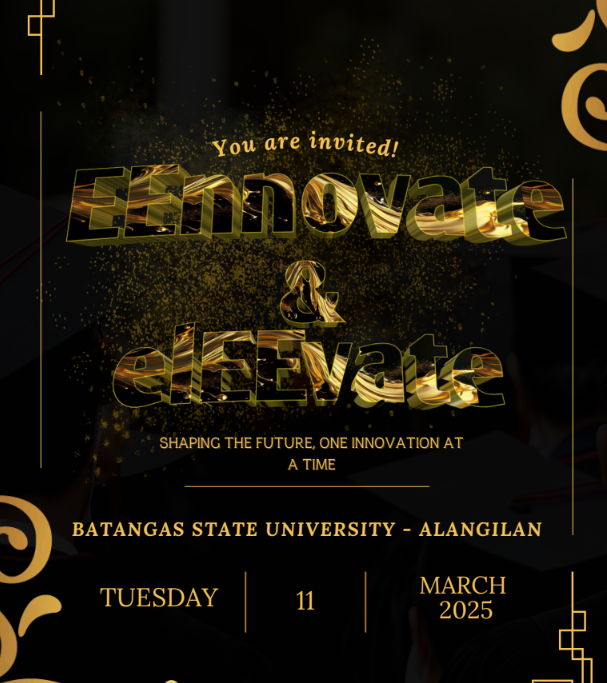 You are invited!
EEnnovate
&
elEEvate
SHAPING THE FUTURE, ONE INNOVATION AT
A TIME
BATANGAS STATE UNIVERSITY - ALANGILAN
TUESDAY
11
MARCH
2025